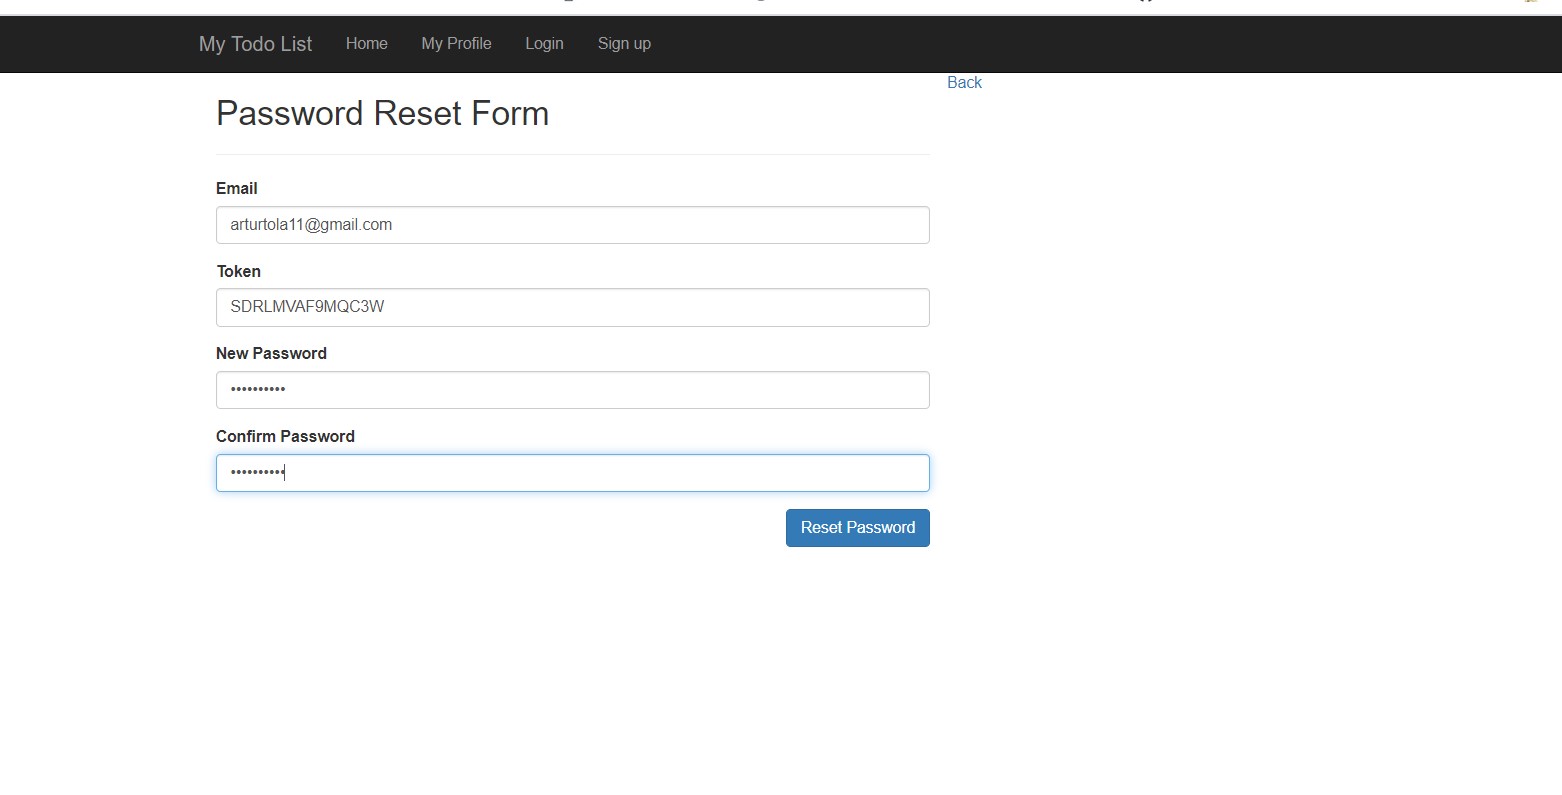 My Todo List Home My Profile Login Sign up
Back
Password Reset Form
Email
arturtola11@gmail.com
Token
SDRLMVAF9MQC3W
New Password
••••••••••
Confirm Password
••••••••••
Reset Password